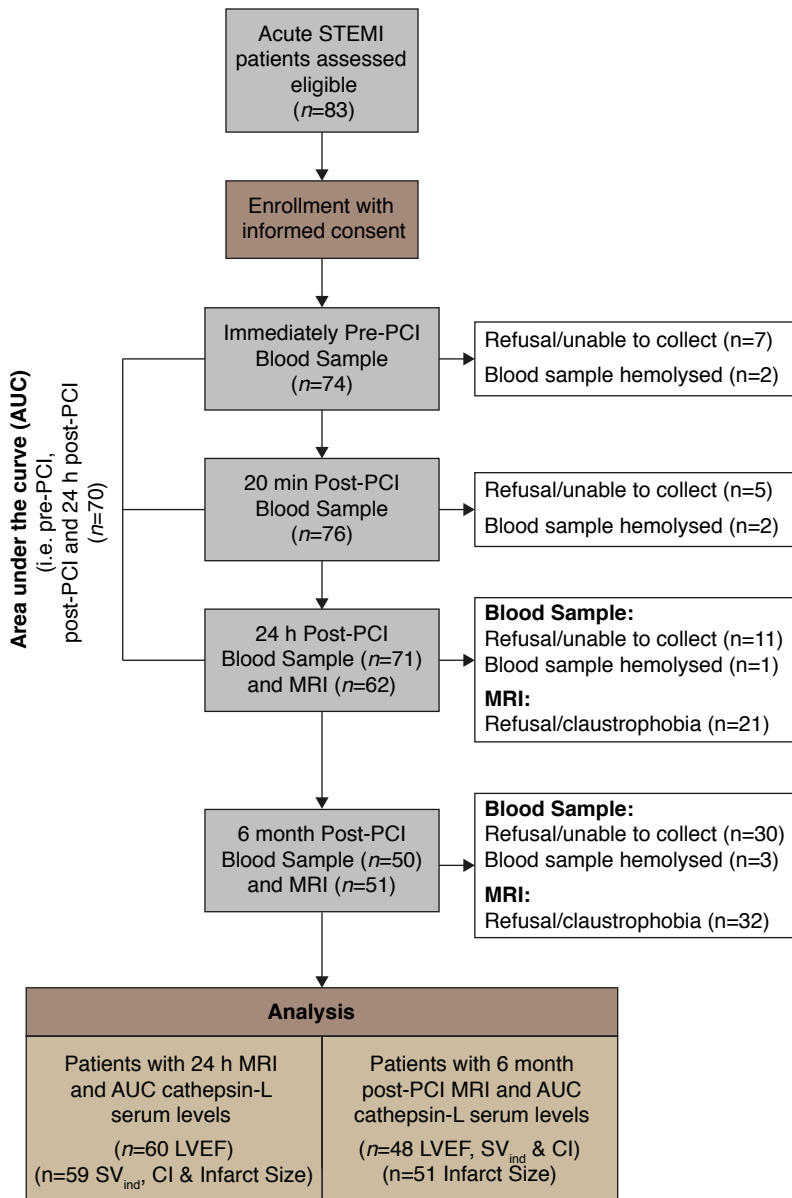 Acute STEMI
patients assessed
eligible
(n=83)
Enrollment with
informed consent
Area under the curve (AUC)
(i.e. pre-PCI,
post-PCI and 24 h post-PCI
(n=70)
Immediately Pre-PCI
Blood Sample
(n=74)
Refusal/unable to collect (n=7)
Blood sample hemolysed (n=2)
20 min Post-PCI
Blood Sample
(n=76)
Refusal/unable to collect (n=5)
Blood sample hemolysed (n=2)
24 h Post-PCI
Blood Sample (n=71)
and MRI (n=62)
Blood Sample:
Refusal/unable to collect (n=11)
Blood sample hemolysed (n=1)
MRI:
Refusal/claustrophobia (n=21)
6 month Post-PCI
Blood Sample (n=50)
and MRI (n=51)
Blood Sample:
Refusal/unable to collect (n=30)
Blood sample hemolysed (n=3)
MRI:
Refusal/claustrophobia (n=32)
Analysis
Patients with 24 h MRI
and AUC cathepsin-L
serum levels
(n=60 LVEF)
(n=59 SVind, CI & Infarct Size)
Patients with 6 month
post-PCI MRI and AUC
cathepsin-L serum levels
(n=48 LVEF, SVind & CI)
(n=51 Infarct Size)